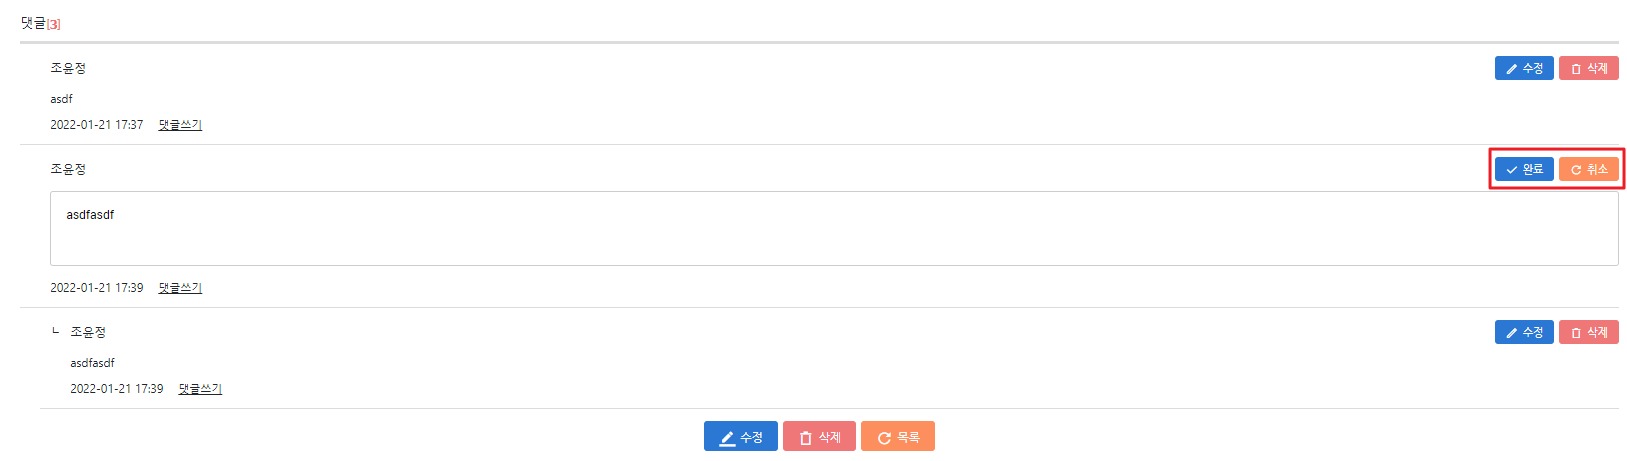 댓글[3]
조윤정 수정 삭제
asdf
2022-01-21 17:37 댓글쓰기
조윤정 완료 취소
asdfasdf
2022-01-21 17:39 댓글쓰기
ㄴ 조윤정 수정 삭제
asdfasdf
2022-01-21 17:39 댓글쓰기
수정 삭제 목록